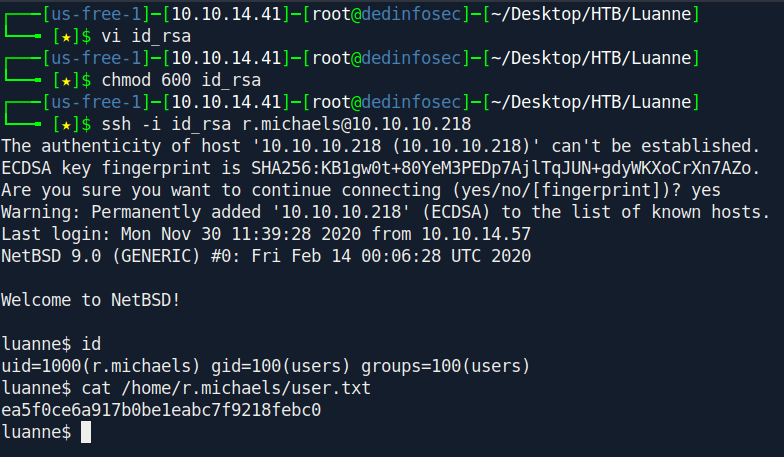 ┌──[us-free-1]─[10.10.14.41]─[root@dedinfosec]─[~/Desktop/HTB/Luanne]
└──╼ [★]$ vi id_rsa
┌──[us-free-1]─[10.10.14.41]─[root@dedinfosec]─[~/Desktop/HTB/Luanne]
└──╼ [★]$ chmod 600 id_rsa
┌──[us-free-1]─[10.10.14.41]─[root@dedinfosec]─[~/Desktop/HTB/Luanne]
└──╼ [★]$ ssh -i id_rsa r.michaels@10.10.10.218
The authenticity of host '10.10.10.218 (10.10.10.218)' can't be established.
ECDSA key fingerprint is SHA256:KB1gw0t+80YeM3PEDp7AjlTqJUN+gdyWKXoCrXn7AZo.
Are you sure you want to continue connecting (yes/no/[fingerprint])? yes
Warning: Permanently added '10.10.10.218' (ECDSA) to the list of known hosts.
Last login: Mon Nov 30 11:39:28 2020 from 10.10.14.57
NetBSD 9.0 (GENERIC) #0: Fri Feb 14 00:06:28 UTC 2020
Welcome to NetBSD!
luanne$ id
uid=1000(r.michaels) gid=100(users) groups=100(users)
luanne$ cat /home/r.michaels/user.txt
ea5f0ce6a917b0be1eabc7f9218febc0
luanne$